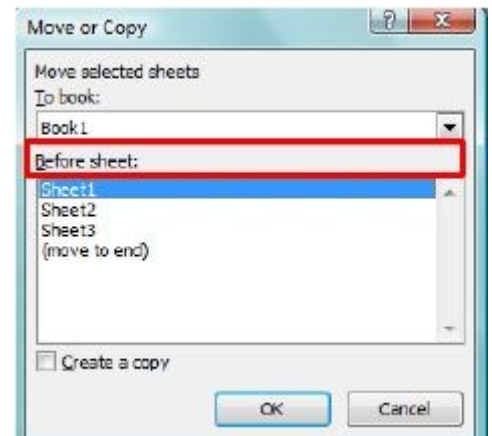 Move or Copy
Move selected sheets
To book:
Book1
Before sheet:
Sheet1
Sheet2
Sheet3
(move to end)
Create a copy
OK
Cancel